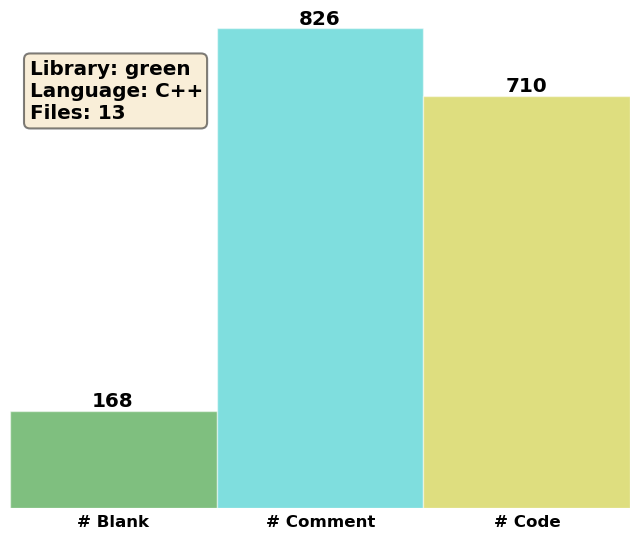 826
Library: green
Language: C++
Files: 13
710
168
# Blank
# Comment
# Code